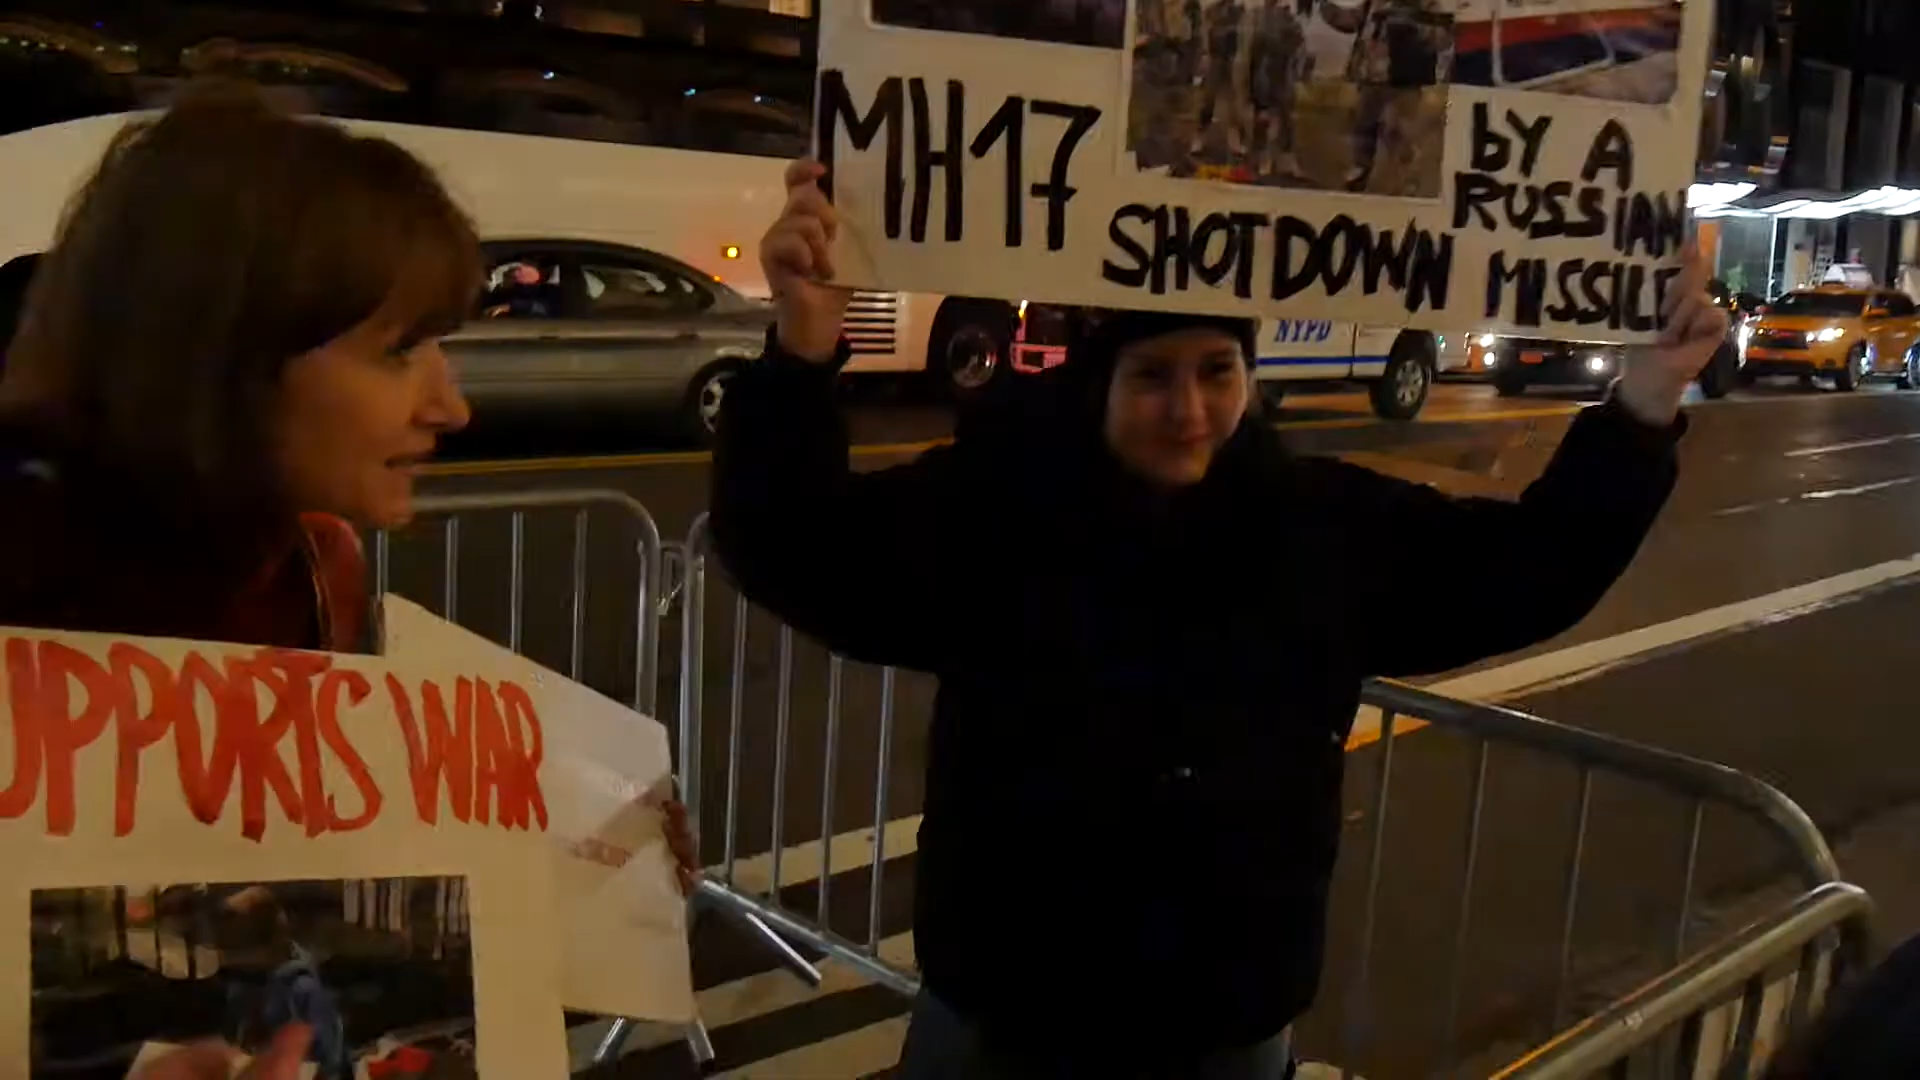 MH17
SHOTDOWN
bY A
RUSSIAN
MISSILE
NYPD
UPPORTS WAR